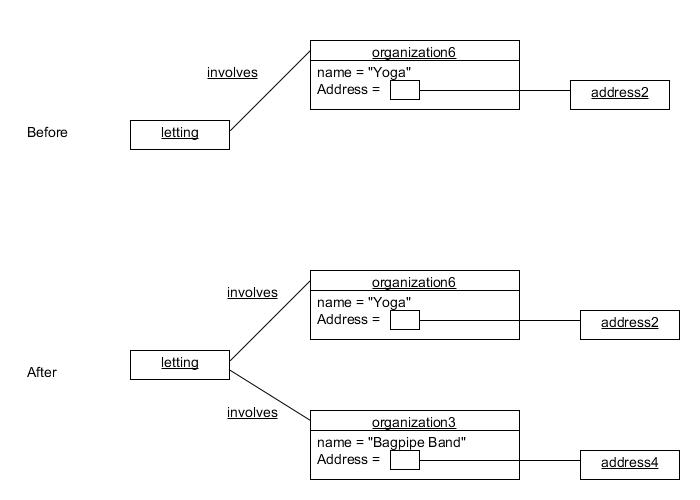 organization6
involves
name = "Yoga"
Address =
address2
Before
letting
organization6
involves
name = "Yoga"
Address =
address2
letting
After
involves
organization3
name = "Bagpipe Band"
Address =
address4